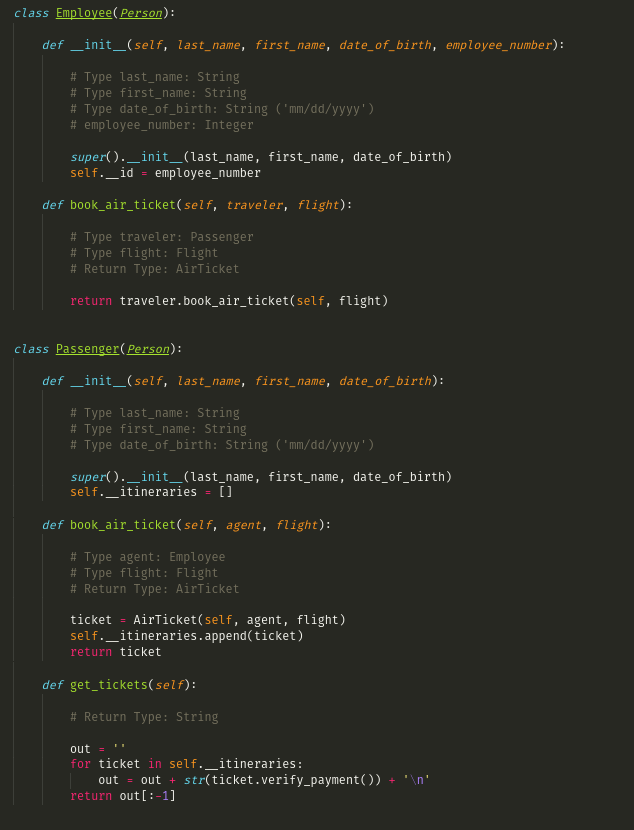 class Employee(Person):
def __init__(self, last_name, first_name, date_of_birth, employee_number):
# Type last_name: String
# Type first_name: String
# Type date_of_birth: String ('mm/dd/yyyy')
# employee_number: Integer
super().__init__(last_name, first_name, date_of_birth)
self.__id = employee_number
def book_air_ticket(self, traveler, flight):
# Type traveler: Passenger
# Type flight: Flight
# Return Type: AirTicket
return traveler.book_air_ticket(self, flight)
class Passenger(Person):
def __init__(self, last_name, first_name, date_of_birth):
# Type last_name: String
# Type first_name: String
# Type date_of_birth: String ('mm/dd/yyyy')
super().__init__(last_name, first_name, date_of_birth)
self.__itineraries = []
def book_air_ticket(self, agent, flight):
# Type agent: Employee
# Type flight: Flight
# Return Type: AirTicket
ticket = AirTicket(self, agent, flight)
self.__itineraries.append(ticket)
return ticket
def get_tickets(self):
# Return Type: String
out = ''
for ticket in self.__itineraries:
out = out + str(ticket.verify_payment()) + '\n'
return out[:-1]